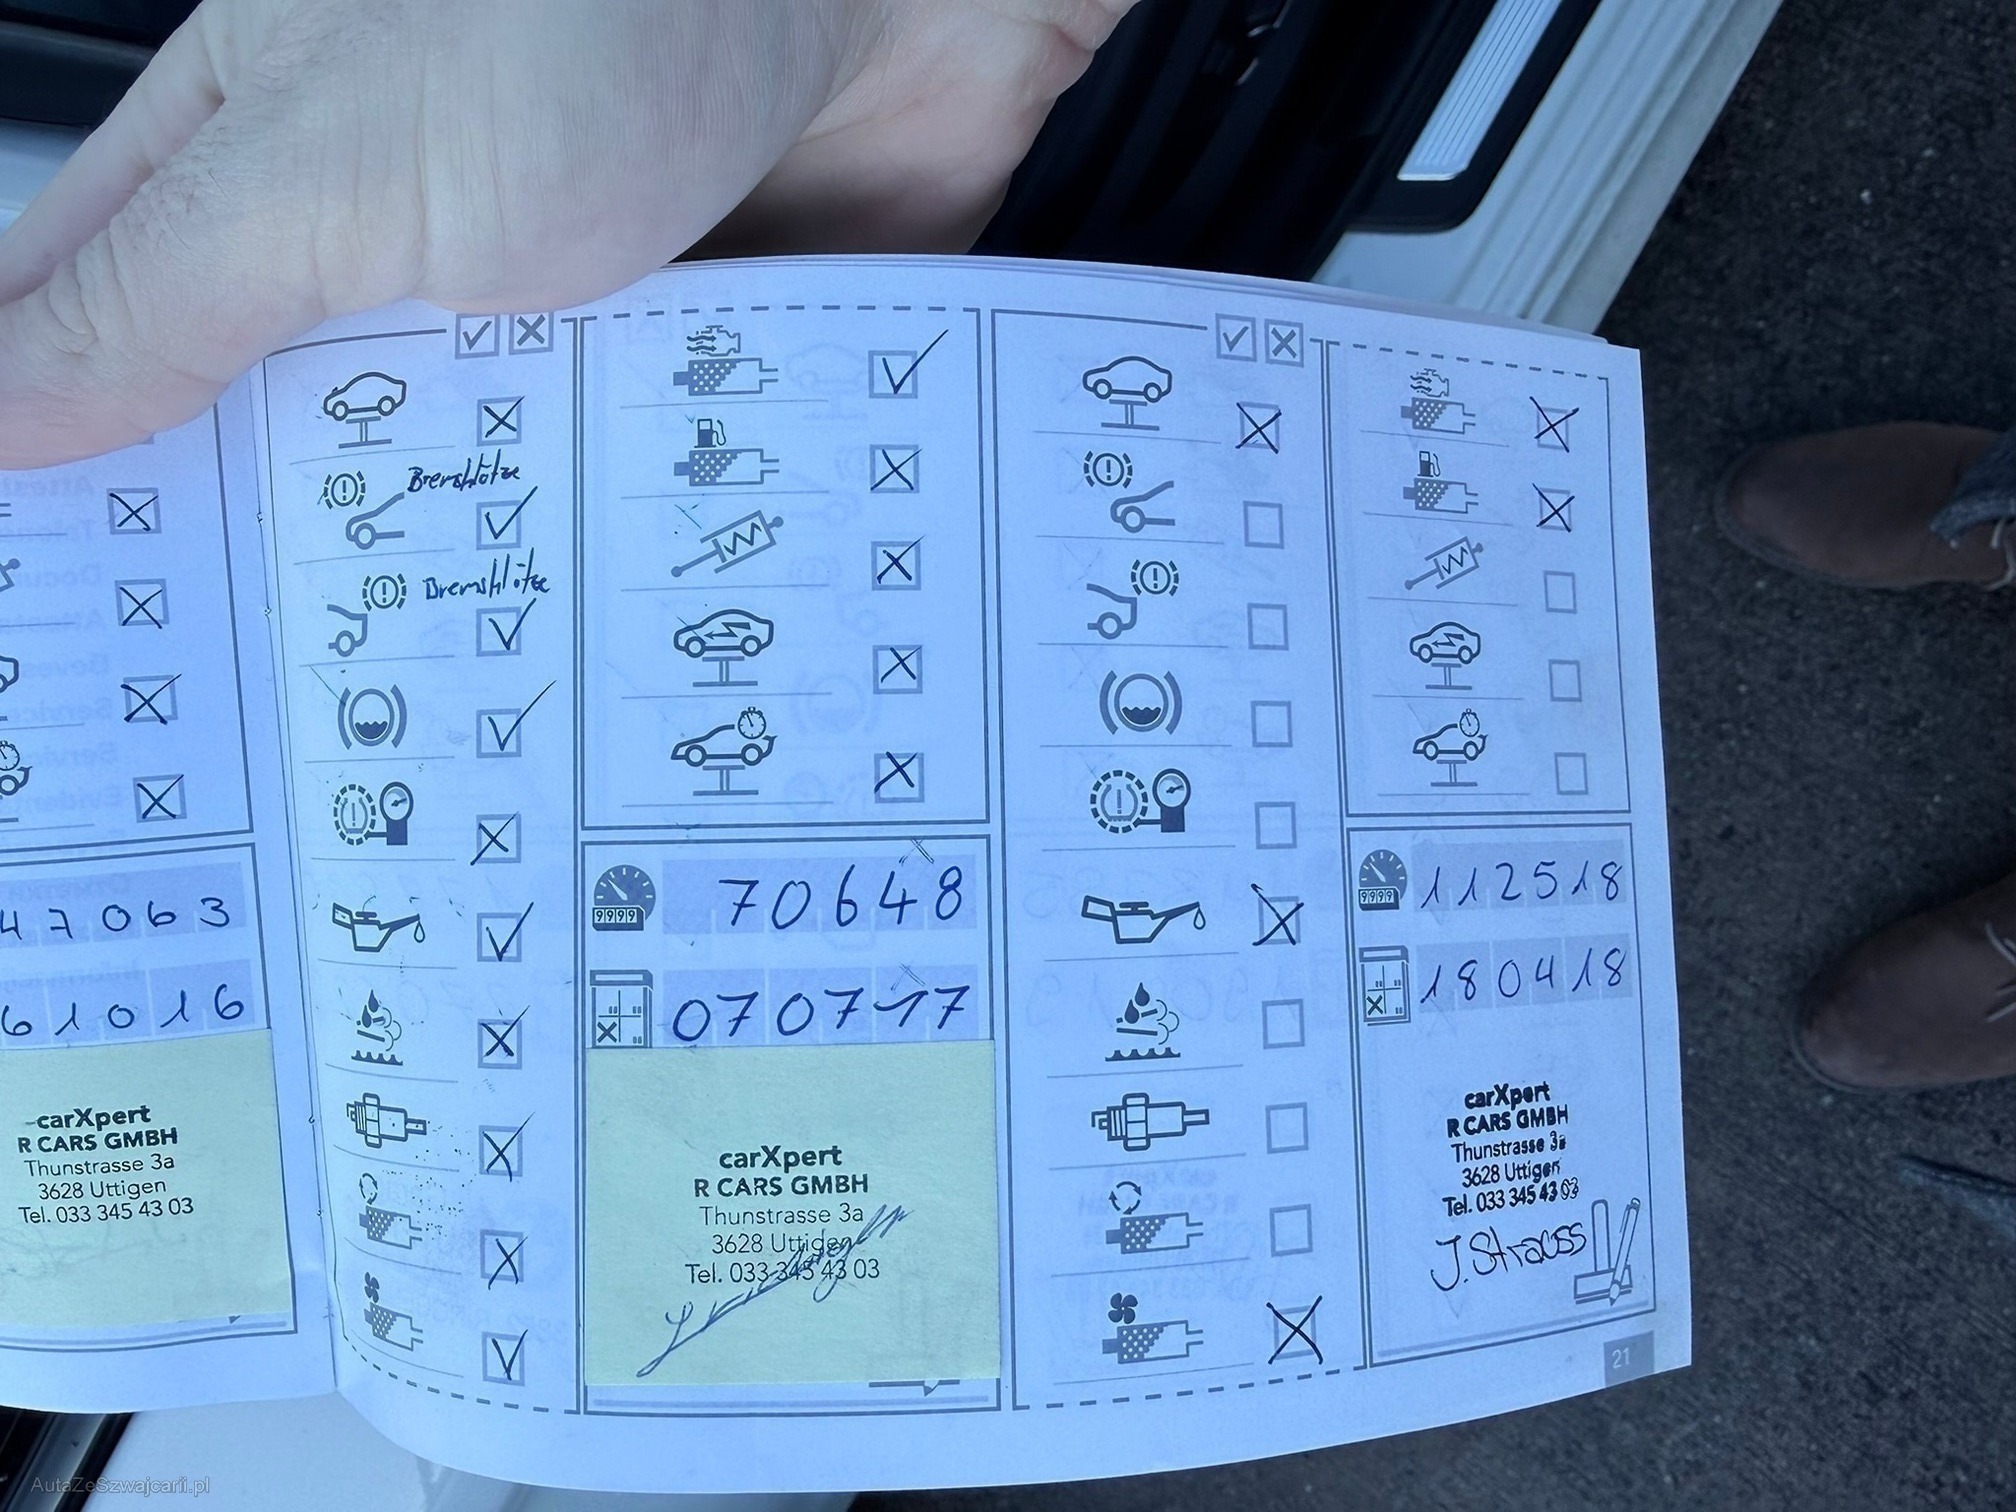 47063
61016
carXpert
R CARS GMBH
Thunstrasse 3a
3628 Uttigen
Tel. 033 345 43 03
Bremsklötze
Bremsklötze
9999
70648
070717
carXpert
R CARS GMBH
Thunstrasse 3a
3628 Uttigen
Tel. 033 345 43 03
9999
112518
180418
carXpert
R CARS GMBH
Thunstrasse 3a
3628 Uttigen
Tel. 033 345 43 03
J. Strauss
21
AutaZeSzwajcarii.pl